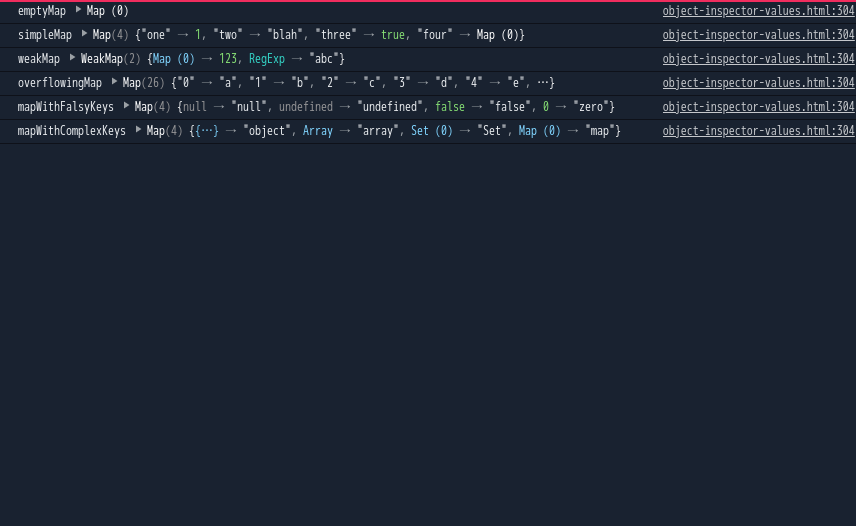 emptyMap ▶ Map (0) object-inspector-values.html:304
simpleMap ▶ Map(4) {"one" → 1, "two" → "blah", "three" → true, "four" → Map (0)} object-inspector-values.html:304
weakMap ▶ WeakMap(2) {Map (0) → 123, RegExp → "abc"} object-inspector-values.html:304
overflowingMap ▶ Map(26) {"0" → "a", "1" → "b", "2" → "c", "3" → "d", "4" → "e", …} object-inspector-values.html:304
mapWithFalsyKeys ▶ Map(4) {null → "null", undefined → "undefined", false → "false", 0 → "zero"} object-inspector-values.html:304
mapWithComplexKeys ▶ Map(4) {{…} → "object", Array → "array", Set (0) → "Set", Map (0) → "map"} object-inspector-values.html:304